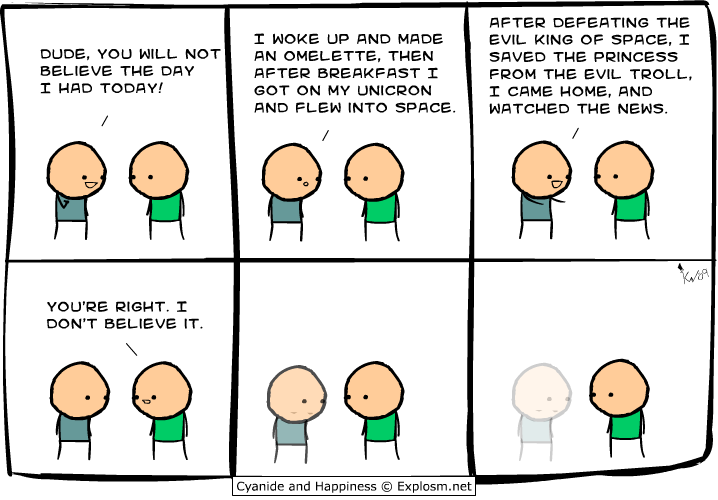 DUDE, YOU WILL NOT
BELIEVE THE DAY
I HAD TODAY!
I WOKE UP AND MADE
AN OMELETTE, THEN
AFTER BREAKFAST I
GOT ON MY UNICRON
AND FLEW INTO SPACE.
AFTER DEFEATING THE
EVIL KING OF SPACE, I
SAVED THE PRINCESS
FROM THE EVIL TROLL,
I CAME HOME, AND
WATCHED THE NEWS.
YOU'RE RIGHT. I
DON'T BELIEVE IT.
Cyanide and Happiness © Explosm.net